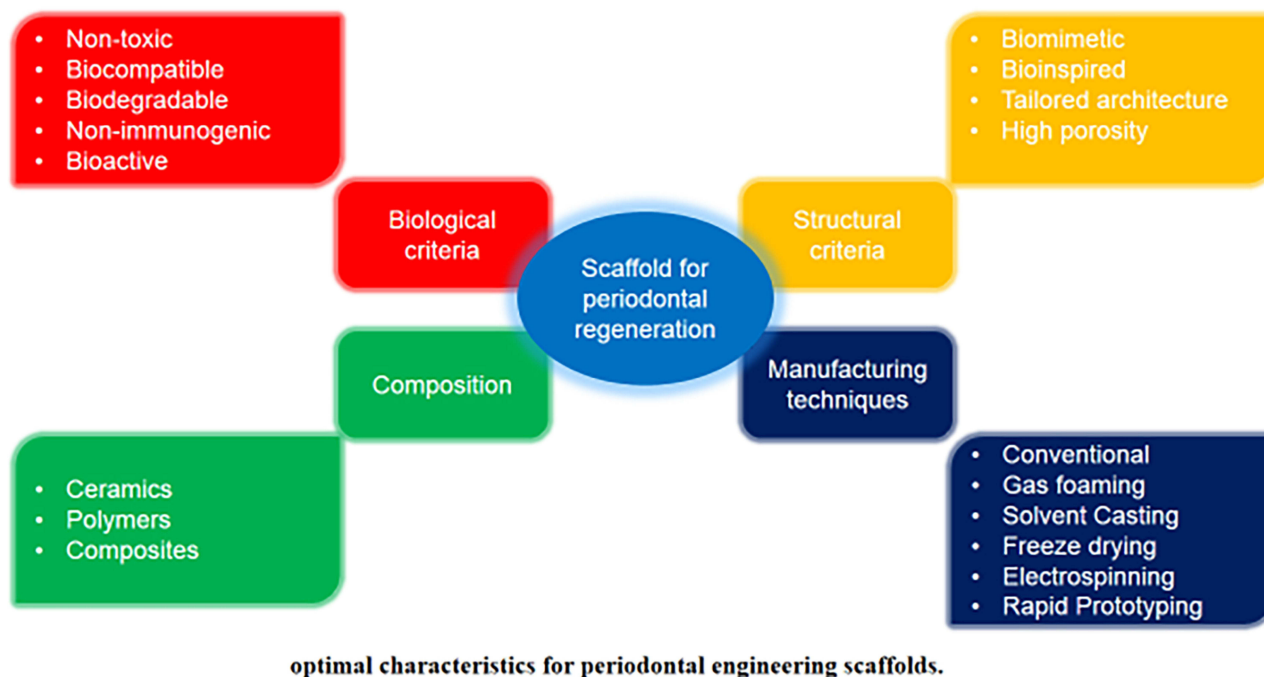 • Non-toxic
• Biocompatible
• Biodegradable
• Non-immunogenic
• Bioactive
• Biomimetic
• Bioinspired
• Tailored architecture
• High porosity
Biological
criteria
Structural
criteria
Scaffold for
periodontal
regeneration
Composition
Manufacturing
techniques
• Ceramics
• Polymers
• Composites
• Conventional
• Gas foaming
• Solvent Casting
• Freeze drying
• Electrospinning
• Rapid Prototyping
optimal characteristics for periodontal engineering scaffolds.